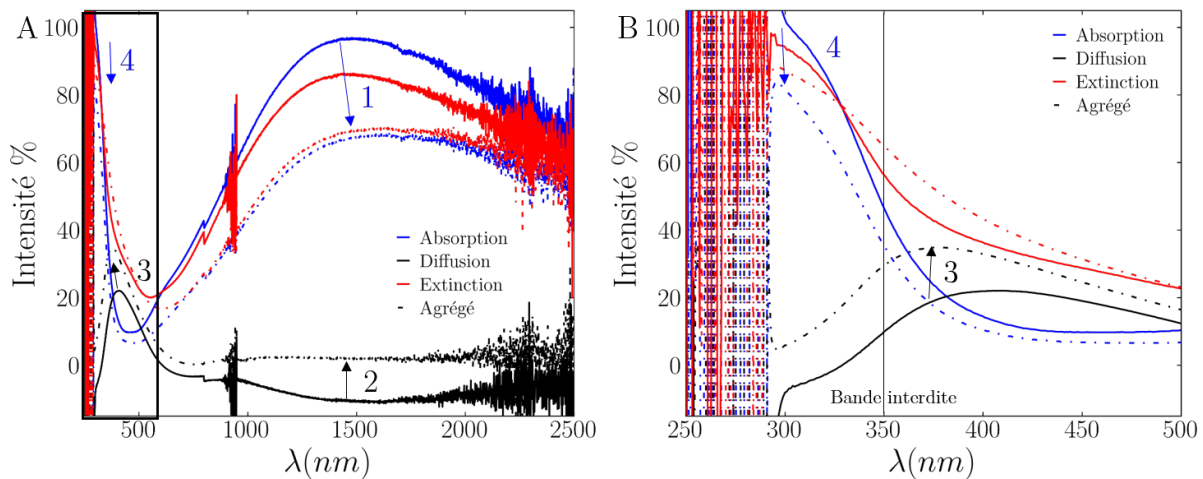 A
B
Intensité %
100
80
60
40
20
0
4
1
3
2
Absorption
Diffusion
Extinction
Agrégé
500
1000
1500
2000
2500
λ(nm)
Intensité %
100
80
60
40
20
0
4
3
Absorption
Diffusion
Extinction
Agrégé
Bande interdite
250
300
350
400
450
500
λ(nm)